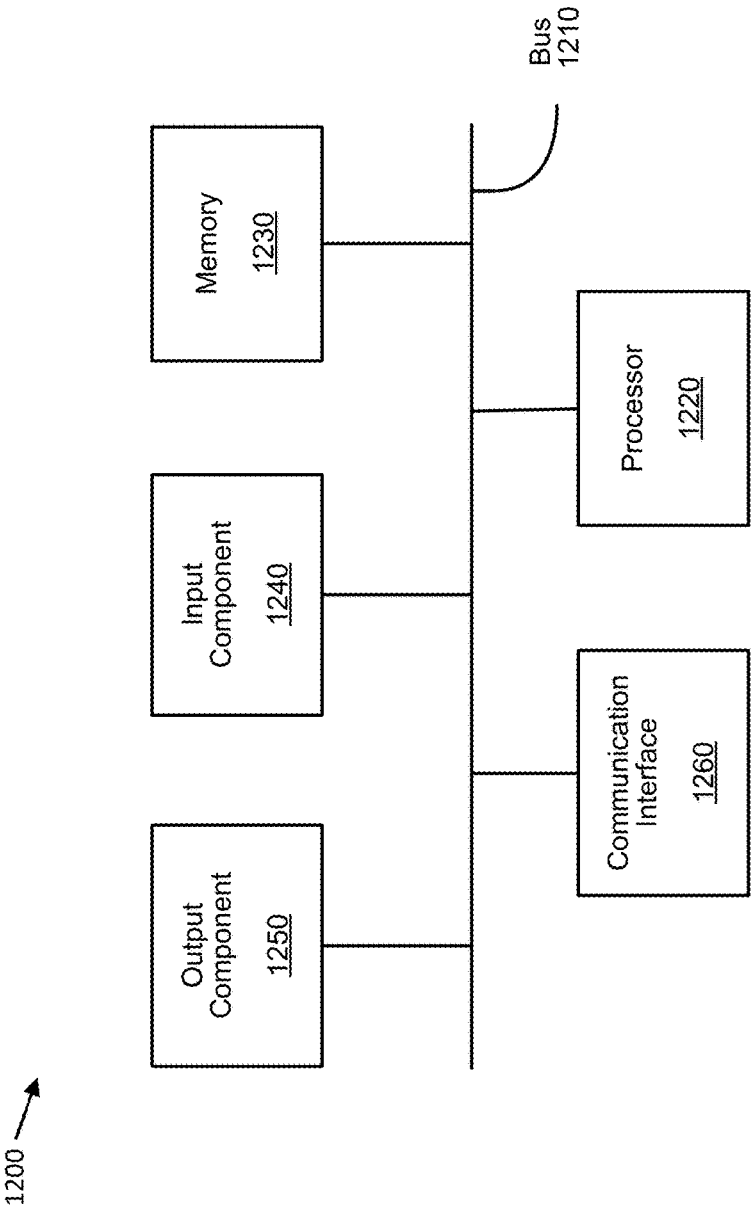 1200
Output
Component
1250
Input
Component
1240
Memory
1230
Communication
Interface
1260
Processor
1220
Bus
1210